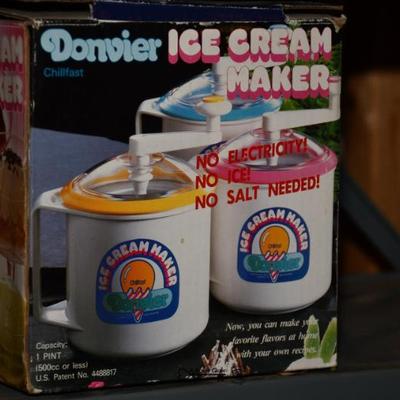 Donvier ICE CREAM
MAKER
Chillfast
NO ELECTRICITY!
NO ICE!
NO SALT NEEDED!
ICE CREAM MAKER
Donvier
ICE CREAM MAKER
Donvier
Capacity:
1 PINT
(500cc or less)
U.S. Patent No. 4488817
Now, you can make your
favorite flavors at home
with your own recipes.